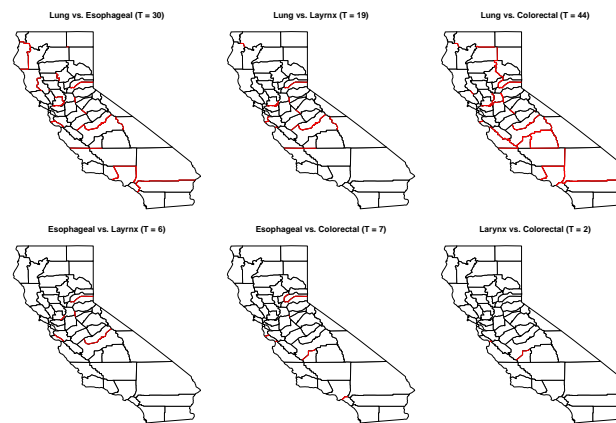 Lung vs. Esophageal (T = 30)
Lung vs. Layrnx (T = 19)
Lung vs. Colorectal (T = 44)
Esophageal vs. Layrnx (T = 6)
Esophageal vs. Colorectal (T = 7)
Larynx vs. Colorectal (T = 2)